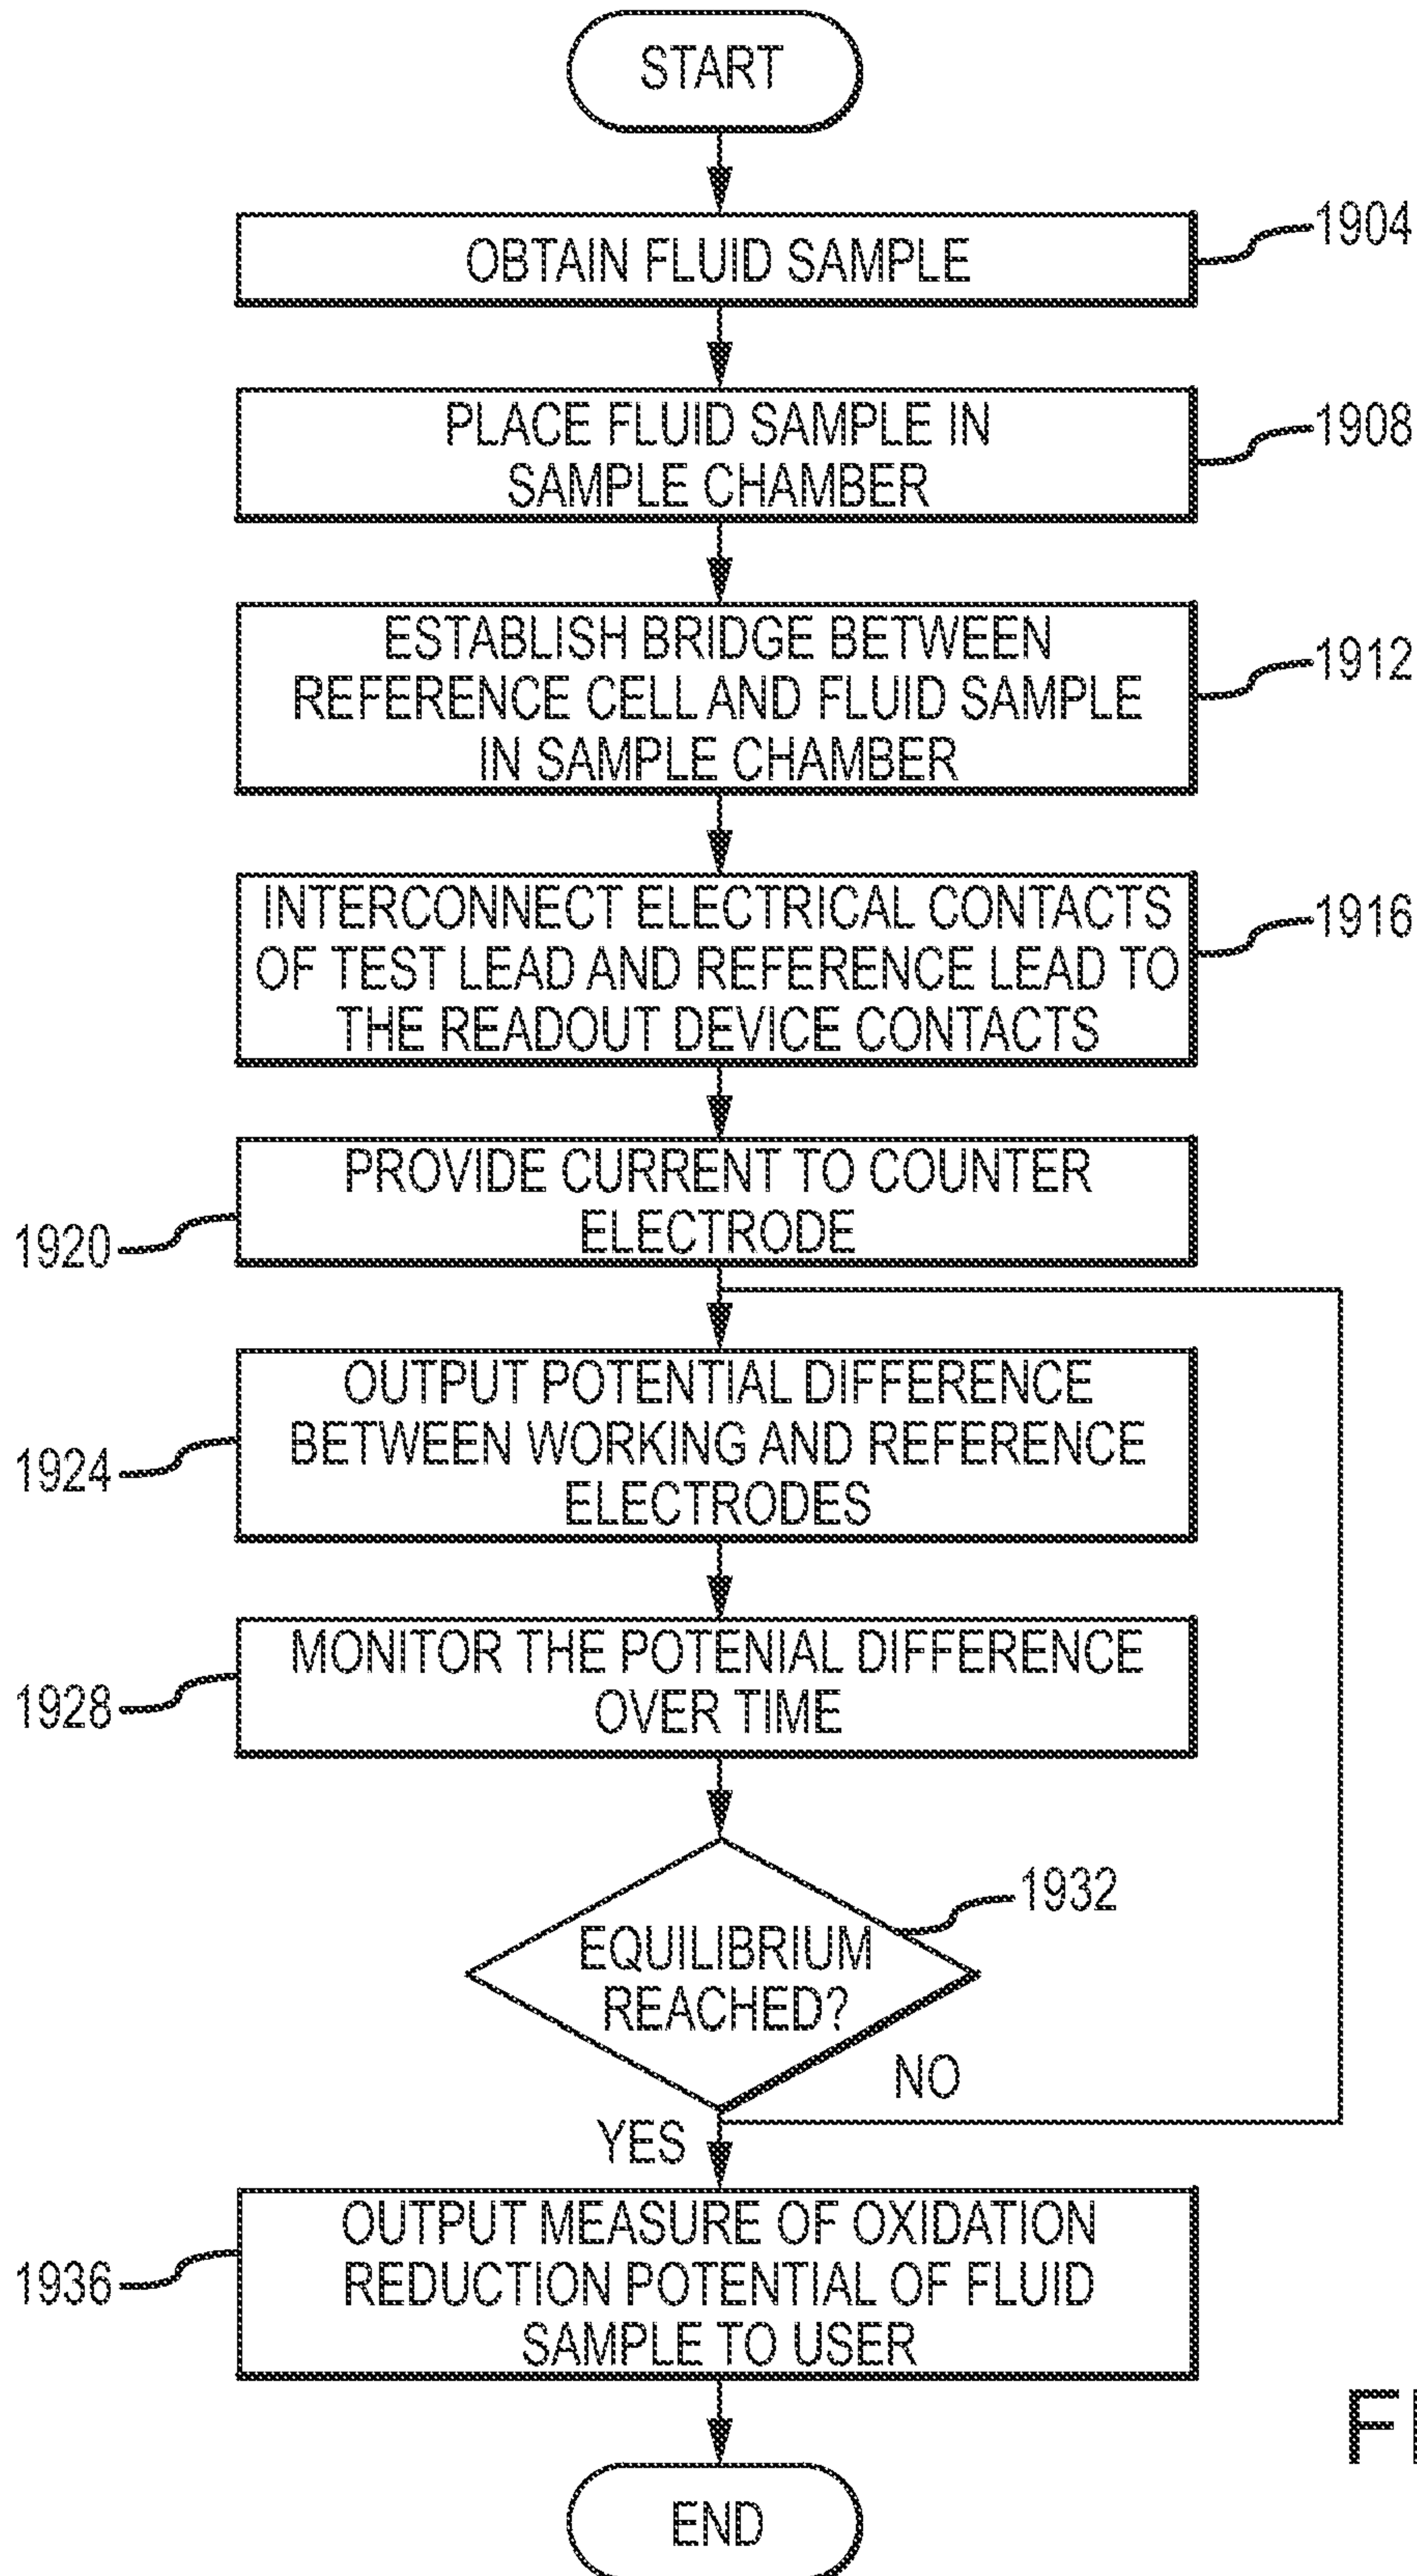 START
OBTAIN FLUID SAMPLE
1904
PLACE FLUID SAMPLE IN
SAMPLE CHAMBER
1908
ESTABLISH BRIDGE BETWEEN
REFERENCE CELL AND FLUID SAMPLE
IN SAMPLE CHAMBER
1912
INTERCONNECT ELECTRICAL CONTACTS
OF TEST LEAD AND REFERENCE LEAD TO
THE READOUT DEVICE CONTACTS
1916
PROVIDE CURRENT TO COUNTER
ELECTRODE
1920
OUTPUT POTENTIAL DIFFERENCE
BETWEEN WORKING AND REFERENCE
ELECTRODES
1924
MONITOR THE POTENIAL DIFFERENCE
OVER TIME
1928
EQUILIBRIUM
REACHED?
1932
NO
YES
OUTPUT MEASURE OF OXIDATION
REDUCTION POTENTIAL OF FLUID
SAMPLE TO USER
1936
END